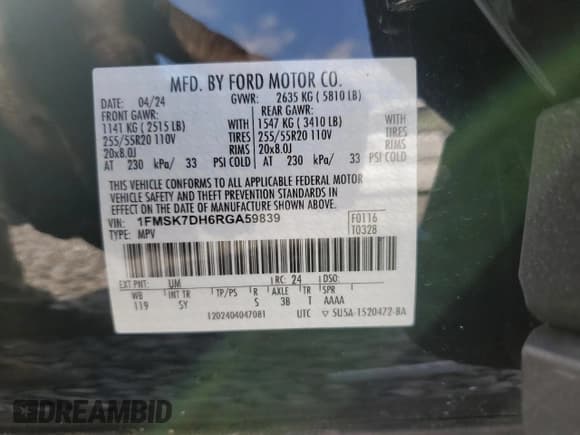 MFD. BY FORD MOTOR CO.
DATE: 04/24 GVWR: 2635 KG ( 5810 LB)
FRONT GAWR: REAR GAWR:
1141 KG ( 2515 LB) WITH 1547 KG ( 3410 LB) WITH
255/55R20 110V TIRES 255/55R20 110V TIRES
20x8.0J RIMS 20x8.0J RIMS
AT 230 kPa/ 33 PSI COLD AT 230 kPa/ 33 PSI COLD
THIS VEHICLE CONFORMS TO ALL APPLICABLE FEDERAL MOTOR
VEHICLE SAFETY AND THEFT PREVENTION STANDARDS IN
EFFECT ON THE DATE OF MANUFACTURE SHOWN ABOVE.
VIN: 1FMSK7DH6RGA59839 F0116
TYPE: MPV T0328
EXT PNT: UM RC: 24 DSO:
WB INT TR TP/PS R AXLE TR SPR
119 SY S 3B T AAAA
1202404047081 UTC ▽ SU5A-1520472-BA
DREAMBID